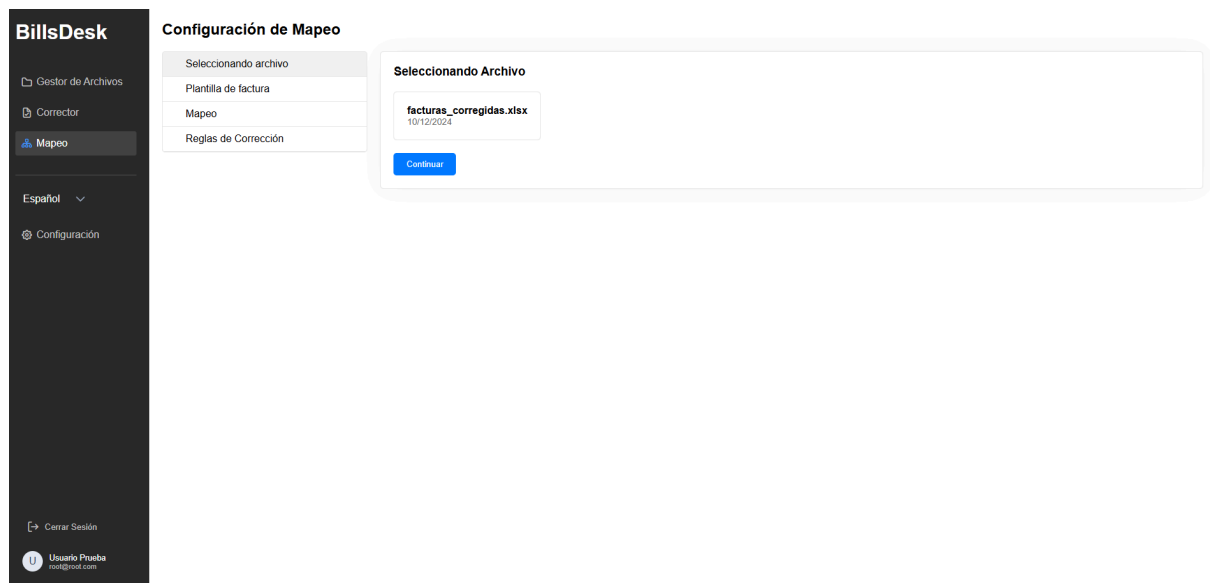 BillsDesk
Gestor de Archivos
Corrector
Mapeo
Español
Configuración
Cerrar Sesión
U
Usuario Prueba
root@root.com
Configuración de Mapeo
Seleccionando archivo
Plantilla de factura
Mapeo
Reglas de Corrección
Seleccionando Archivo
facturas_corregidas.xlsx
10/12/2024
Continuar